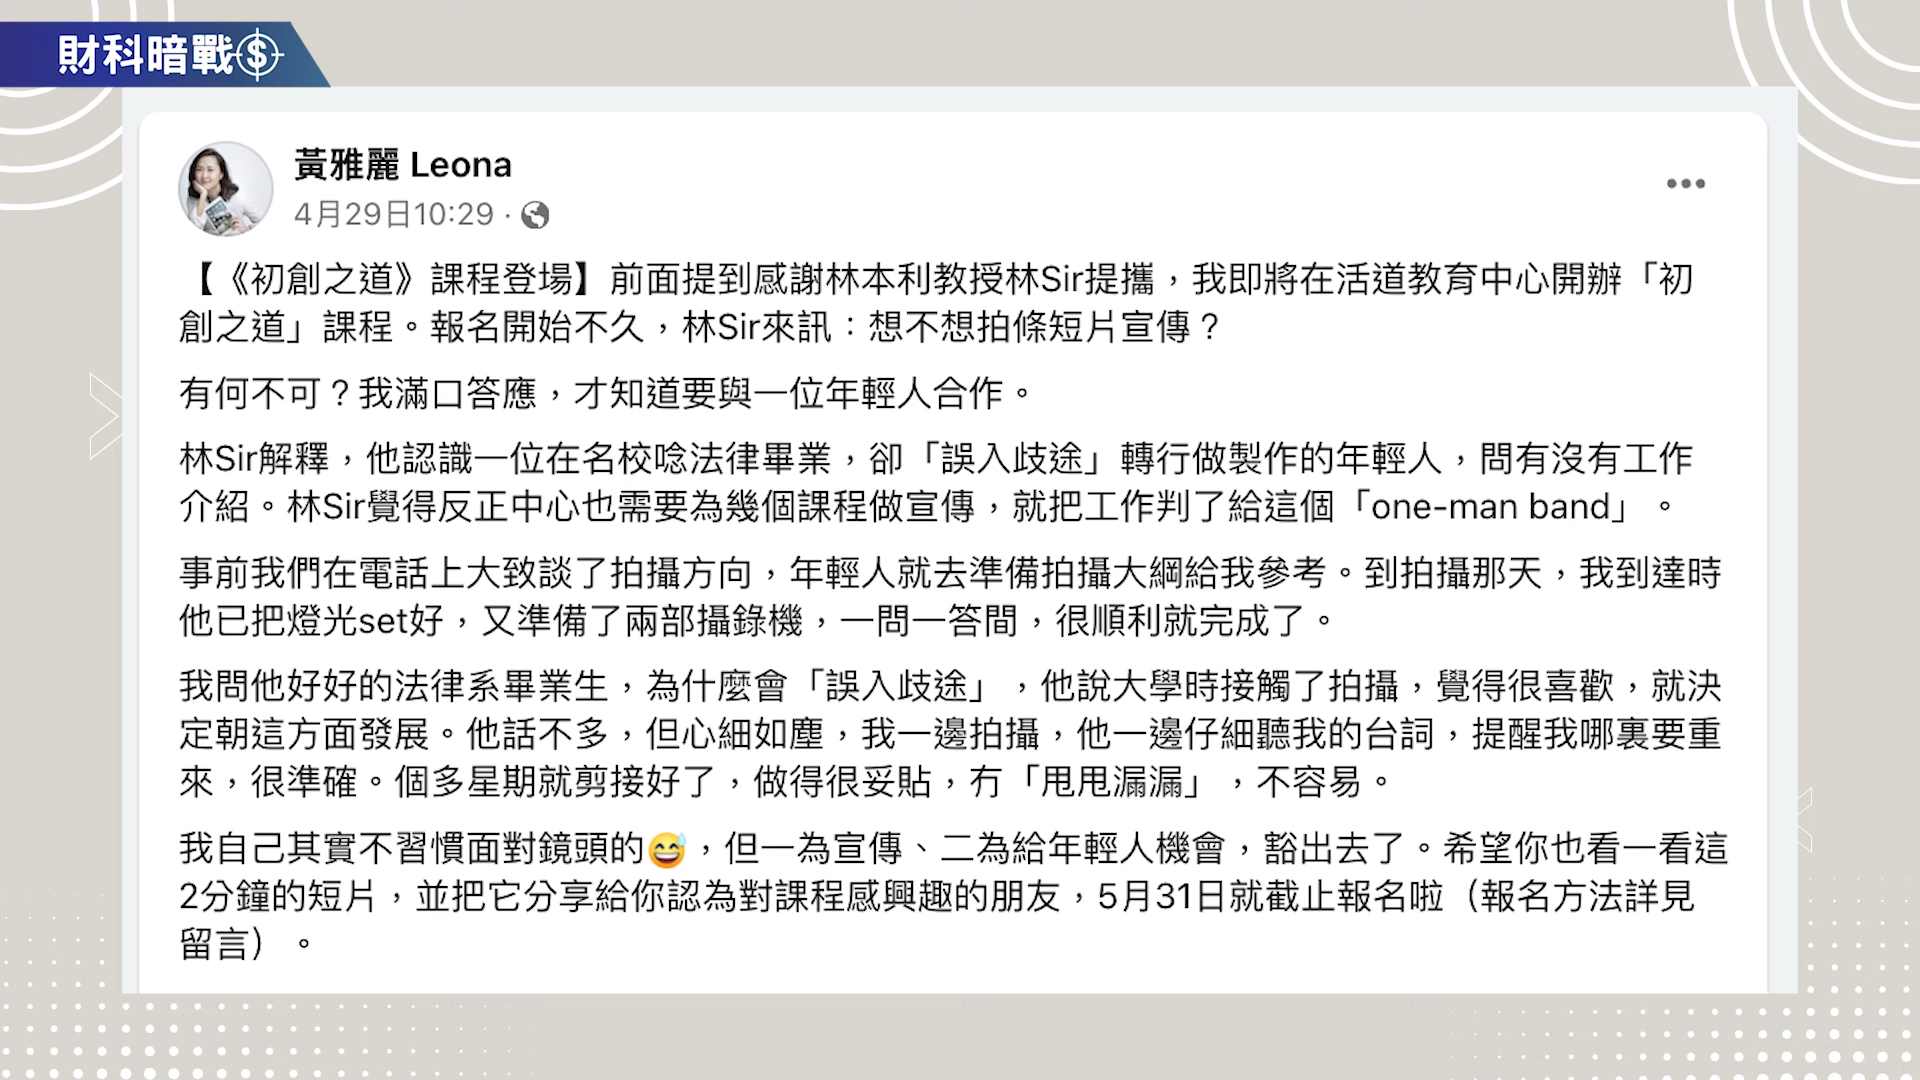 財科暗戰
黃雅麗 Leona
4月29日10:29 ·
【《初創之道》課程登場】前面提到感謝林本利教授林Sir提攜，我即將在活道教育中心開辦「初
創之道」課程。報名開始不久，林Sir來訊：想不想拍條短片宣傳？
有何不可？我滿口答應，才知道要與一位年輕人合作。
林Sir解釋，他認識一位在名校唸法律畢業，卻「誤入歧途」轉行做製作的年輕人，問有沒有工作
介紹。林Sir覺得反正中心也需要為幾個課程做宣傳，就把工作判了給這個「one-man band」。
事前我們在電話上大致談了拍攝方向，年輕人就去準備拍攝大綱給我參考。到拍攝那天，我到達時
他已把燈光set好，又準備了兩部攝錄機，一問一答間，很順利就完成了。
我問他好好的法律系畢業生，為什麼會「誤入歧途」，他說大學時接觸了拍攝，覺得很喜歡，就決
定朝這方面發展。他話不多，但心細如塵，我一邊拍攝，他一邊仔細聽我的台詞，提醒我哪裏要重
來，很準確。個多星期就剪接好了，做得很妥貼，冇「甩甩漏漏」，不容易。
我自己其實不習慣面對鏡頭的😅，但一為宣傳、二為給年輕人機會，豁出去了。希望你也看一看這
2分鐘的短片，並把它分享給你認為對課程感興趣的朋友，5月31日就截止報名啦（報名方法詳見
留言）。